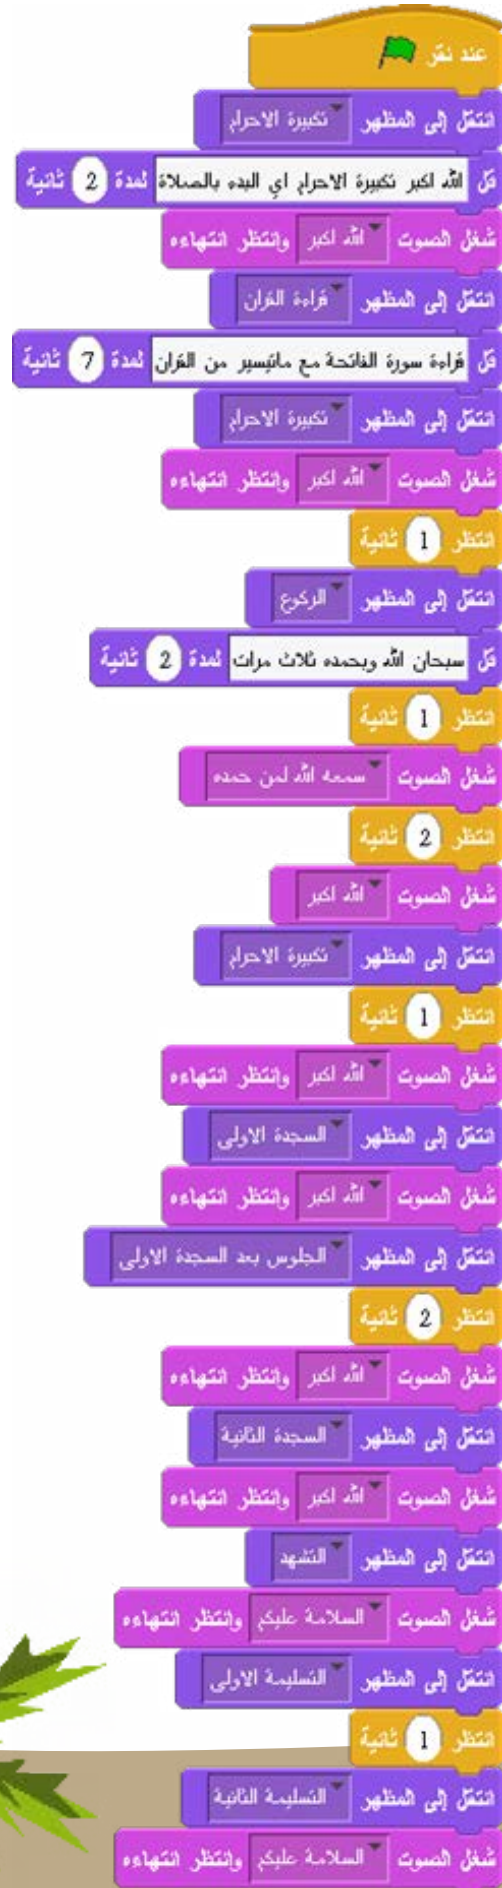 عند نقر
انتقل إلى المظهر تكبيرة الاحرام
قل الله اكبر تكبيرة الاحرام اي البدء بالصلاة لمدة 2 ثانية
شغل الصوت الله اكبر وانتظر انتهاءه
انتقل إلى المظهر قراءة القران
قل قراءة سورة الفاتحة مع ماتيسير من القران لمدة 7 ثانية
انتقل إلى المظهر تكبيرة الاحرام
شغل الصوت الله اكبر وانتظر انتهاءه
انتظر 1 ثانية
انتقل إلى المظهر الركوع
قل سبحان الله وبحمده ثلاث مرات لمدة 2 ثانية
انتظر 1 ثانية
شغل الصوت سمعه الله لمن حمده
انتظر 2 ثانية
شغل الصوت الله اكبر
انتقل إلى المظهر تكبيرة الاحرام
انتظر 1 ثانية
شغل الصوت الله اكبر وانتظر انتهاءه
انتقل إلى المظهر السجدة الاولى
شغل الصوت الله اكبر وانتظر انتهاءه
انتقل إلى المظهر الجلوس بعد السجدة الاولى
انتظر 2 ثانية
شغل الصوت الله اكبر وانتظر انتهاءه
انتقل إلى المظهر السجدة الثانية
شغل الصوت الله اكبر وانتظر انتهاءه
انتقل إلى المظهر التشهد
شغل الصوت السلامة عليكم وانتظر انتهاءه
انتقل إلى المظهر التسليمة الاولى
انتظر 1 ثانية
انتقل إلى المظهر التسليمة الثانية
شغل الصوت السلامة عليكم وانتظر انتهاءه